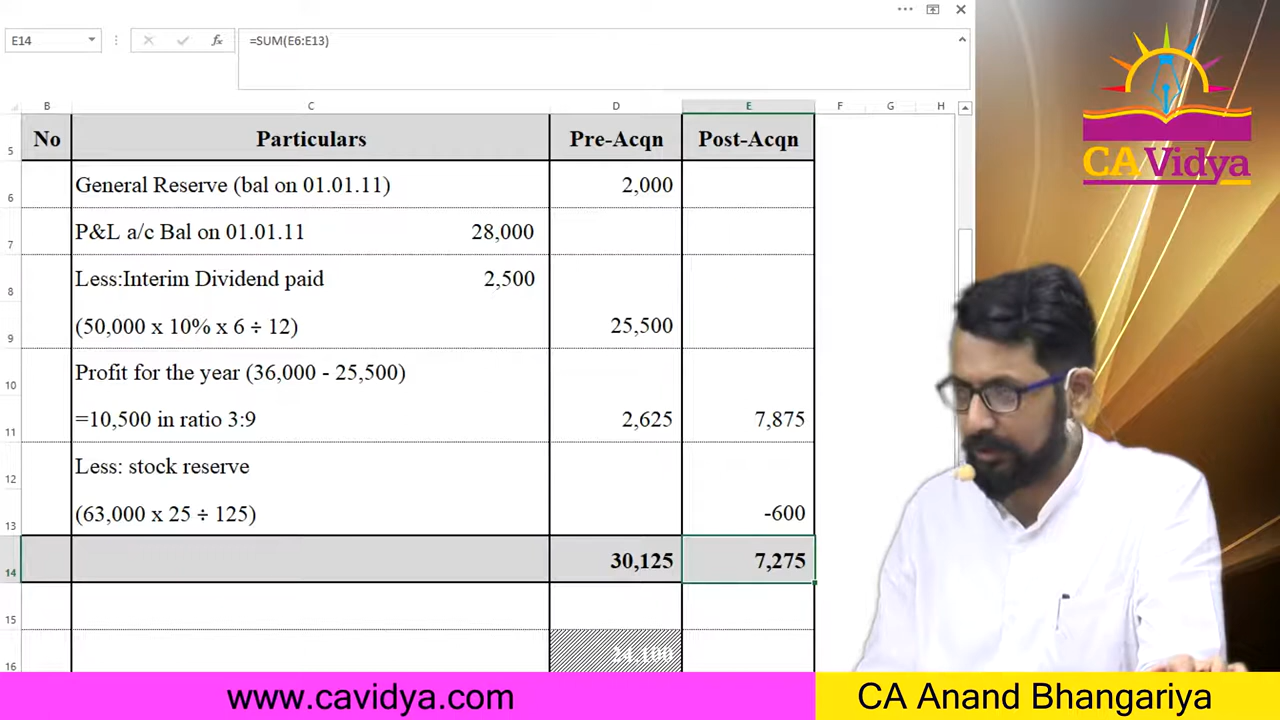 E14 fx =SUM(E6:E13)
B C D E F G H
5 No Particulars Pre-Acqn Post-Acqn
6 General Reserve (bal on 01.01.11) 2,000
7 P&L a/c Bal on 01.01.11 28,000
8 Less:Interim Dividend paid 2,500
9 (50,000 x 10% x 6 ÷ 12) 25,500
10 Profit for the year (36,000 - 25,500)
11 =10,500 in ratio 3:9 2,625 7,875
12 Less: stock reserve
13 (63,000 x 25 ÷ 125) -600
14 30,125 7,275
15
16 24,100
CA Vidya
www.cavidya.com
CA Anand Bhangariya